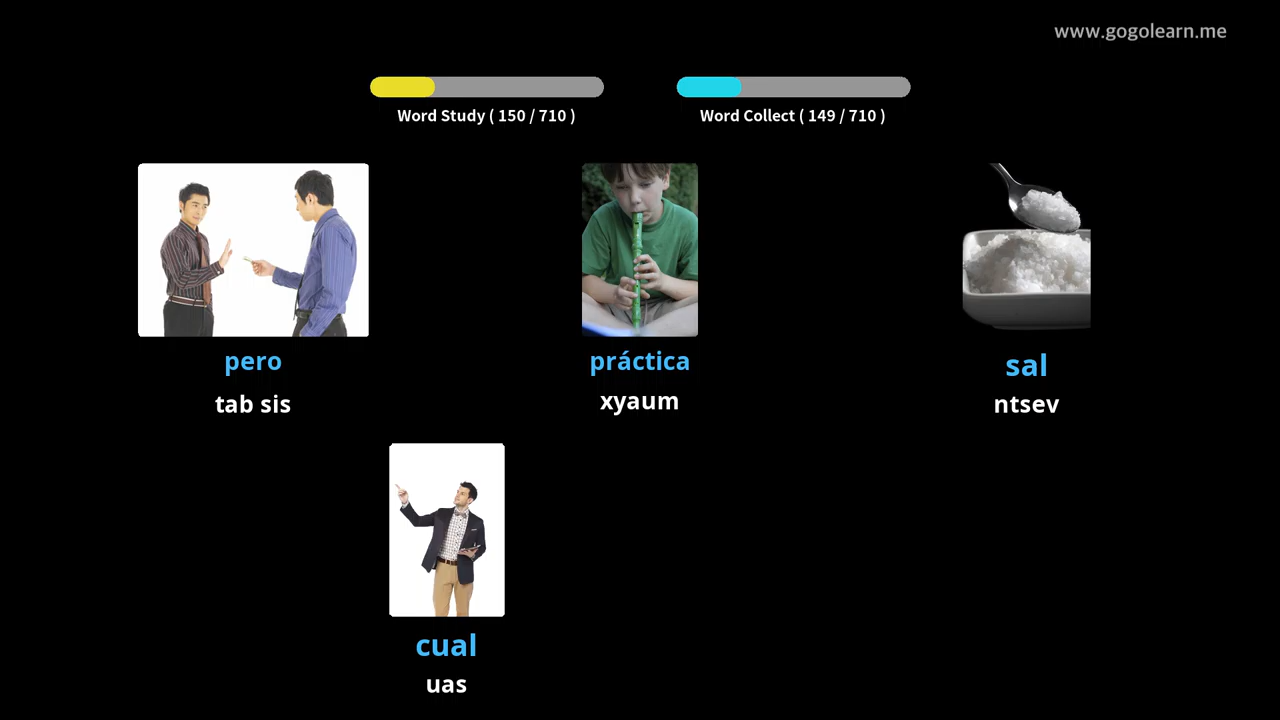 www.gogolearn.me
Word Study ( 150 / 710 )
Word Collect ( 149 / 710 )
pero
tab sis
práctica
xyaum
sal
ntsev
cual
uas